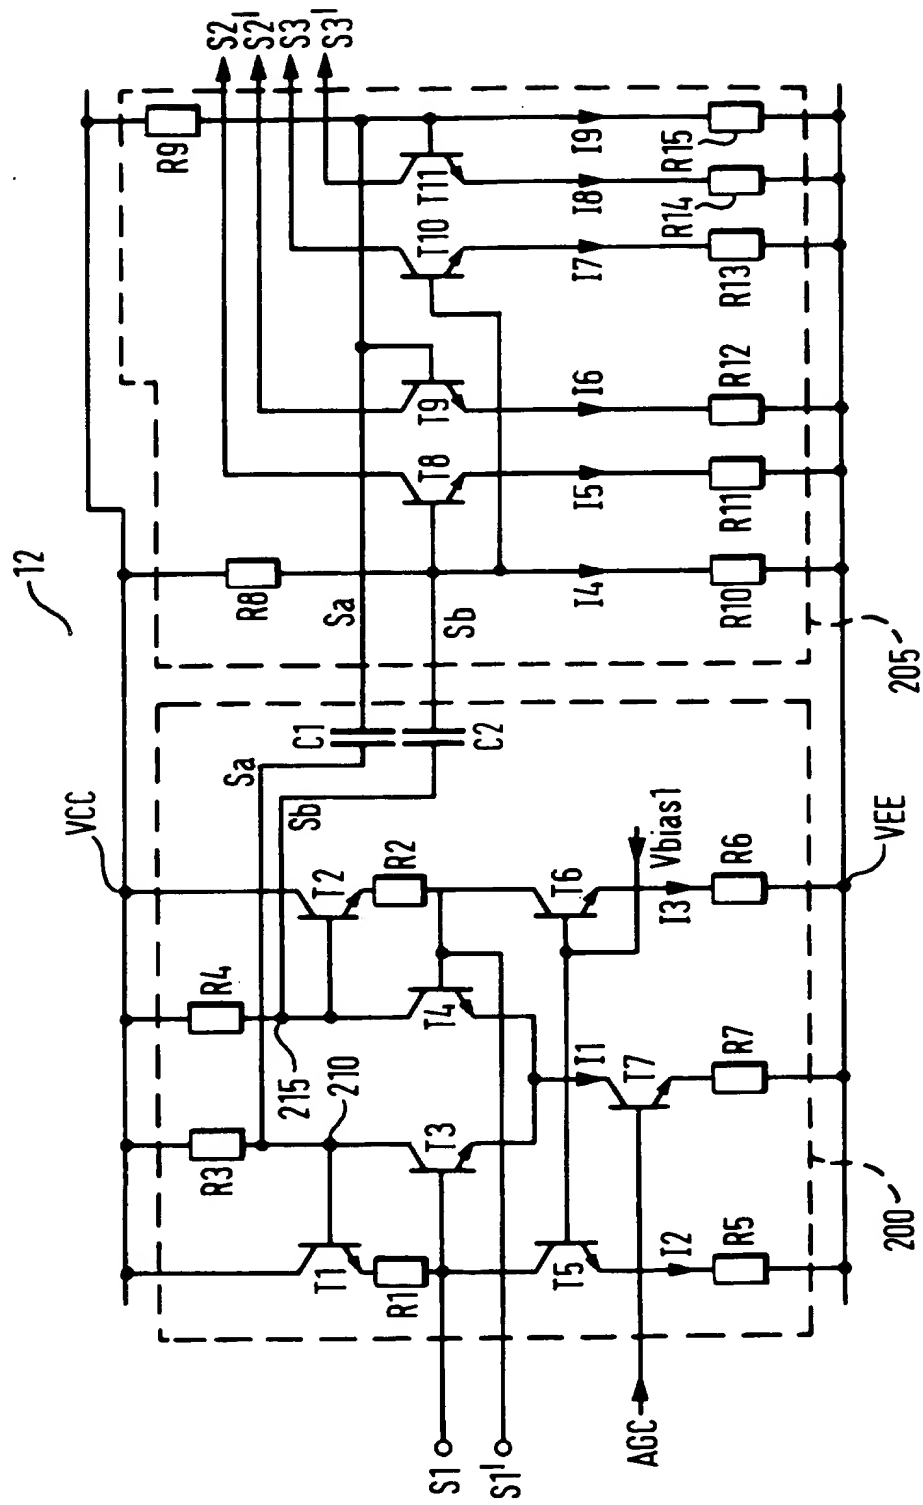 12
VCC
VEE
200
205
S1
S1'
AGC
T1
R1
T3
R3
210
215
R4
T4
T2
R2
T5
T6
T7
I1
I2
I3
R5
R7
R6
Vbias1
Sa
Sb
C1
C2
Sa
Sb
R8
R9
T8
T9
T10
T11
S2
S2'
S3
S3'
I4
I5
I6
I7
I8
I9
R10
R11
R12
R13
R14
R15